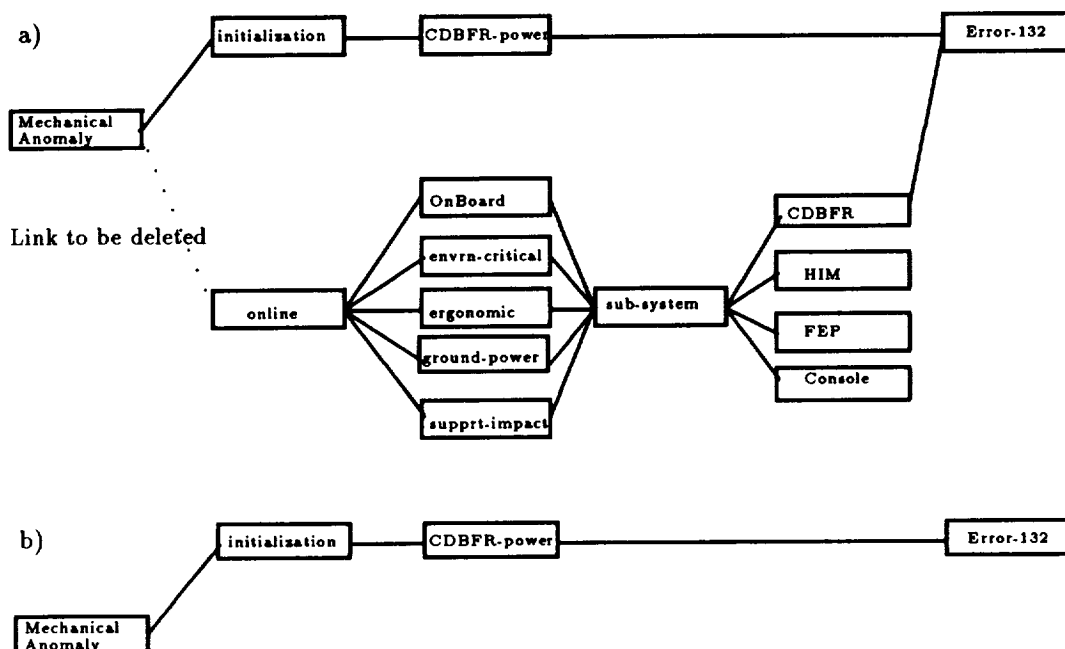 a)
initialization
CDBFR-power
Error-132
Mechanical
Anomaly
Link to be deleted
OnBoard
envrn-critical
online
ergonomic
ground-power
supprt-impact
sub-system
CDBFR
HIM
FEP
Console
b)
initialization
CDBFR-power
Error-132
Mechanical
Anomaly